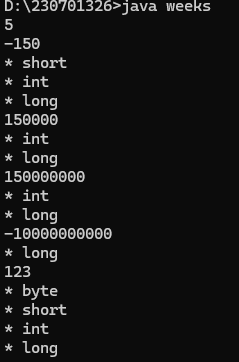 D:\230701326>java weeks
5
-150
* short
* int
* long
150000
* int
* long
150000000
* int
* long
-10000000000
* long
123
* byte
* short
* int
* long